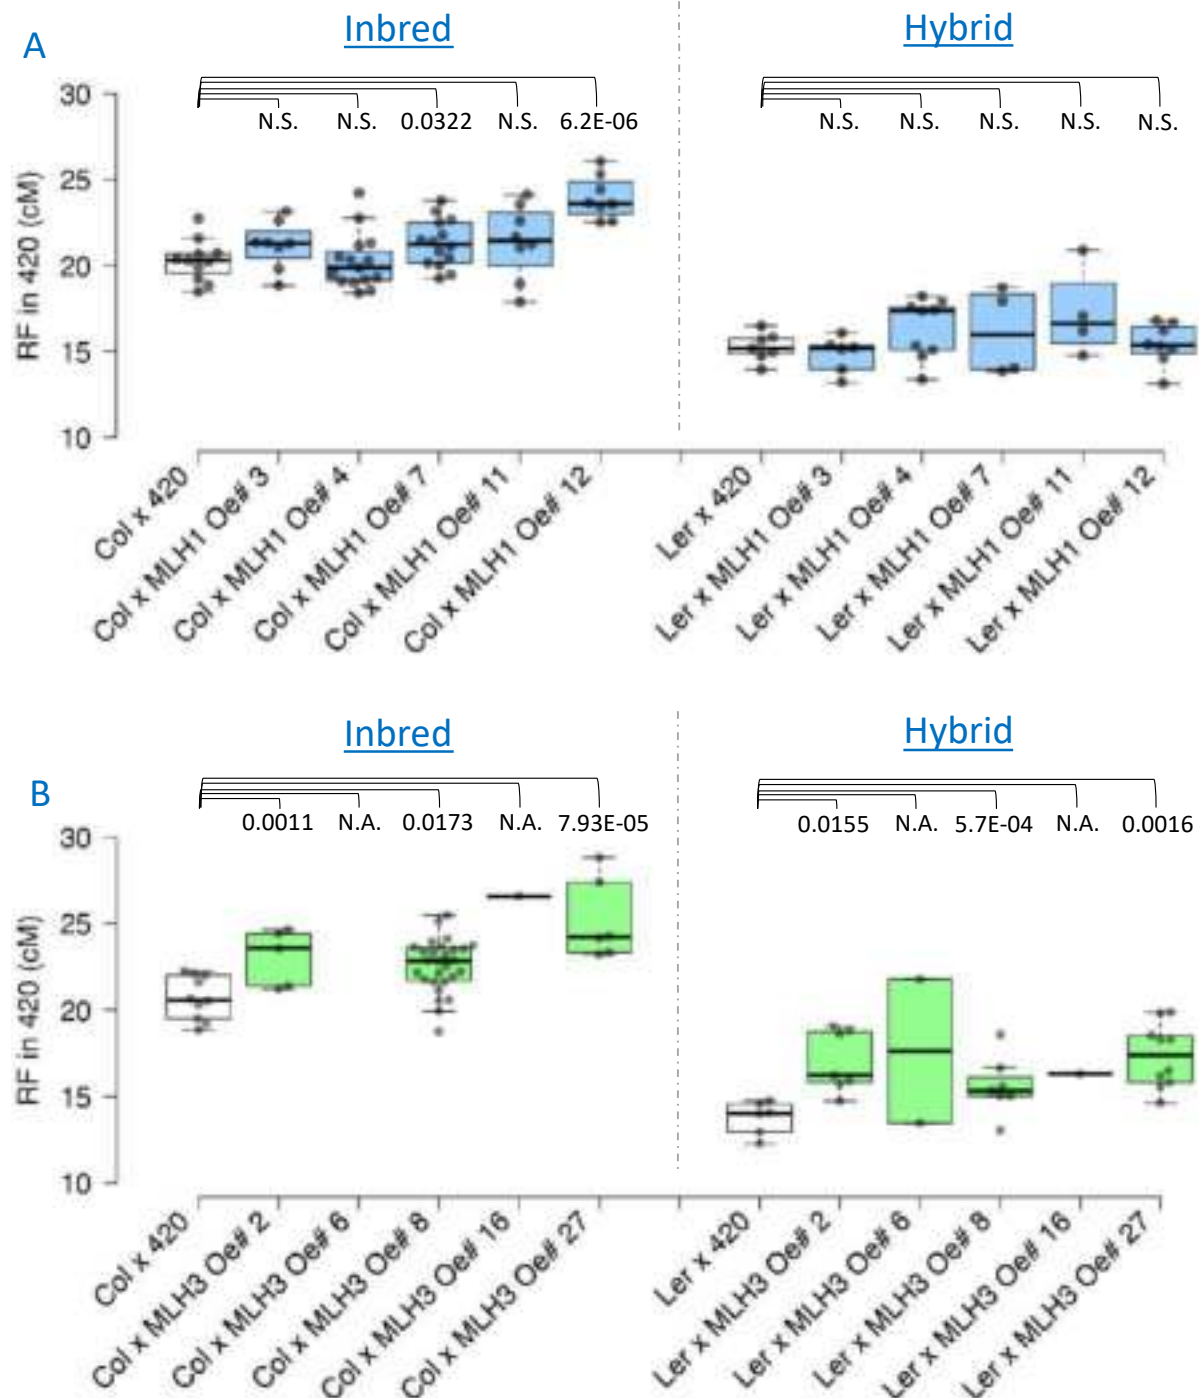 A
Inbred
Hybrid
N.S. N.S. 0.0322 N.S. 6.2E-06
N.S. N.S. N.S. N.S. N.S.
RF in 420 (cM)
30
25
20
15
10
Col x 420
Col x MLH1 Oe# 3
Col x MLH1 Oe# 4
Col x MLH1 Oe# 7
Col x MLH1 Oe# 11
Col x MLH1 Oe# 12
Ler x 420
Ler x MLH1 Oe# 3
Ler x MLH1 Oe# 4
Ler x MLH1 Oe# 7
Ler x MLH1 Oe# 11
Ler x MLH1 Oe# 12
B
Inbred
Hybrid
0.0011 N.A. 0.0173 N.A. 7.93E-05
0.0155 N.A. 5.7E-04 N.A. 0.0016
RF in 420 (cM)
30
25
20
15
10
Col x 420
Col x MLH3 Oe# 2
Col x MLH3 Oe# 6
Col x MLH3 Oe# 8
Col x MLH3 Oe# 16
Col x MLH3 Oe# 27
Ler x 420
Ler x MLH3 Oe# 2
Ler x MLH3 Oe# 6
Ler x MLH3 Oe# 8
Ler x MLH3 Oe# 16
Ler x MLH3 Oe# 27